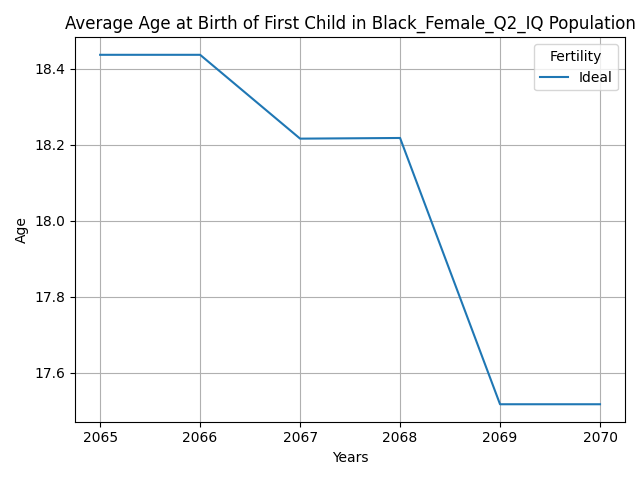 Average Age at Birth of First Child in Black_Female_Q2_IQ Population
Fertility
Ideal
18.4
18.2
18.0
17.8
17.6
Age
2065 2066 2067 2068 2069 2070
Years